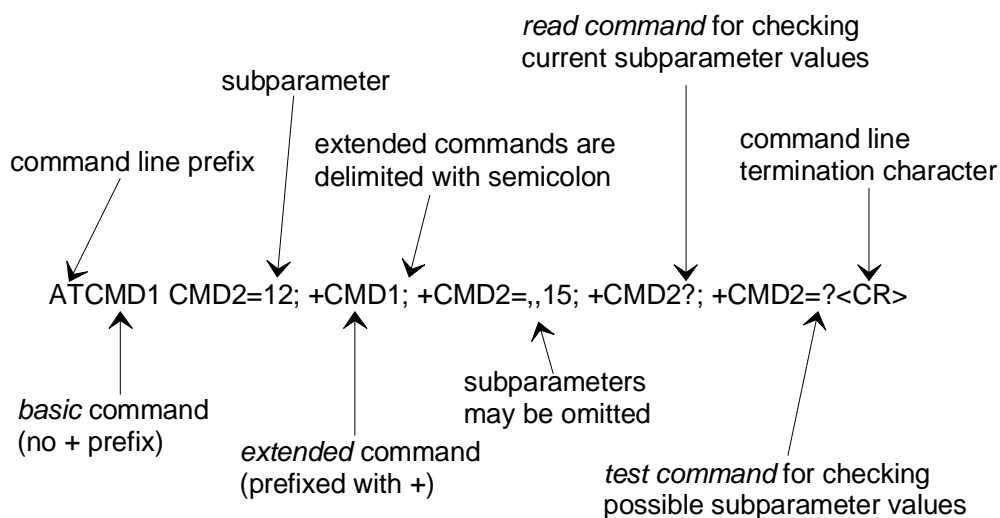 read command for checking
current subparameter values
subparameter
command line prefix
extended commands are
delimited with semicolon
command line
termination character
ATCMD1 CMD2=12; +CMD1; +CMD2=,,15; +CMD2?; +CMD2=?<CR>
basic command
(no + prefix)
extended command
(prefixed with +)
subparameters
may be omitted
test command for checking
possible subparameter values